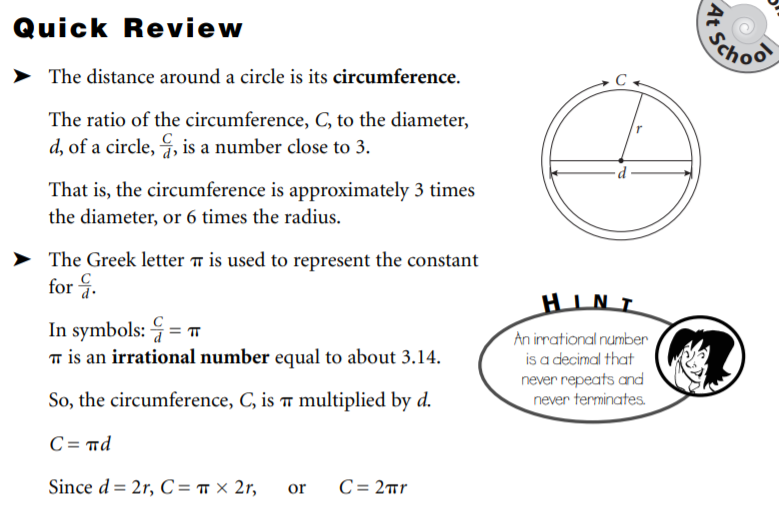 Quick Review
At School
➤ The distance around a circle is its circumference.
The ratio of the circumference, C, to the diameter,
d, of a circle, C/d, is a number close to 3.
That is, the circumference is approximately 3 times
the diameter, or 6 times the radius.
C
r
d
➤ The Greek letter π is used to represent the constant
for C/d.
In symbols: C/d = π
π is an irrational number equal to about 3.14.
So, the circumference, C, is π multiplied by d.
C = πd
Since d = 2r, C = π × 2r, or C = 2πr
HINT
An irrational number
is a decimal that
never repeats and
never terminates.